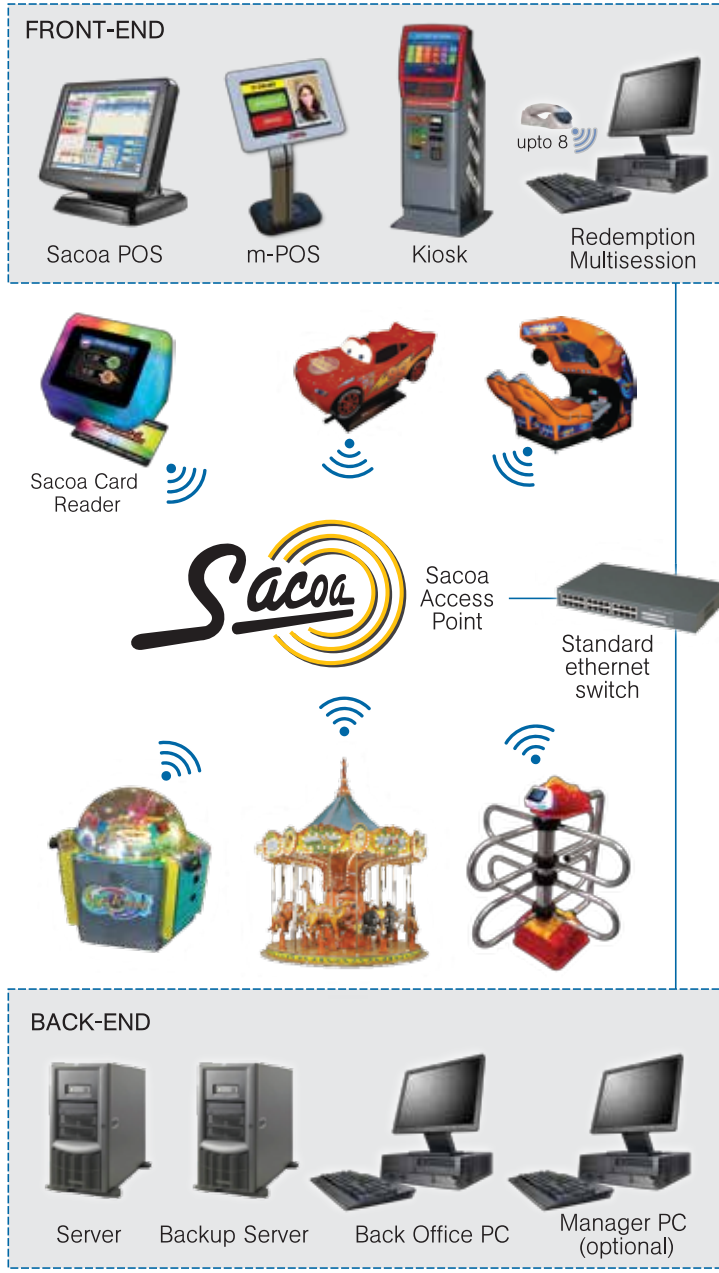 FRONT-END
upto 8
Sacoa POS
m-POS
Kiosk
Redemption
Multisession
Sacoa Card
Reader
Sacoa
Sacoa
Access
Point
Standard
ethernet
switch
BACK-END
Server
Backup Server
Back Office PC
Manager PC
(optional)